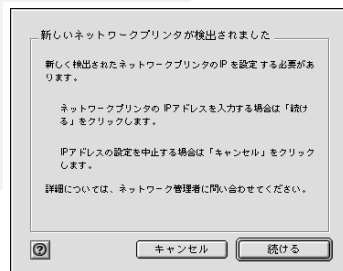 新しいネットワークプリンタが検出されました
新しく検出されたネットワークプリンタのIP を設定する必要があ
ります。
ネットワークプリンタの IPアドレスを入力する場合は「続け
る」をクリックします。
IPアドレスの設定を中止する場合は「キャンセル」をクリック
します。
詳細については、ネットワーク管理者に問い合わせてください。
?
キャンセル
続ける